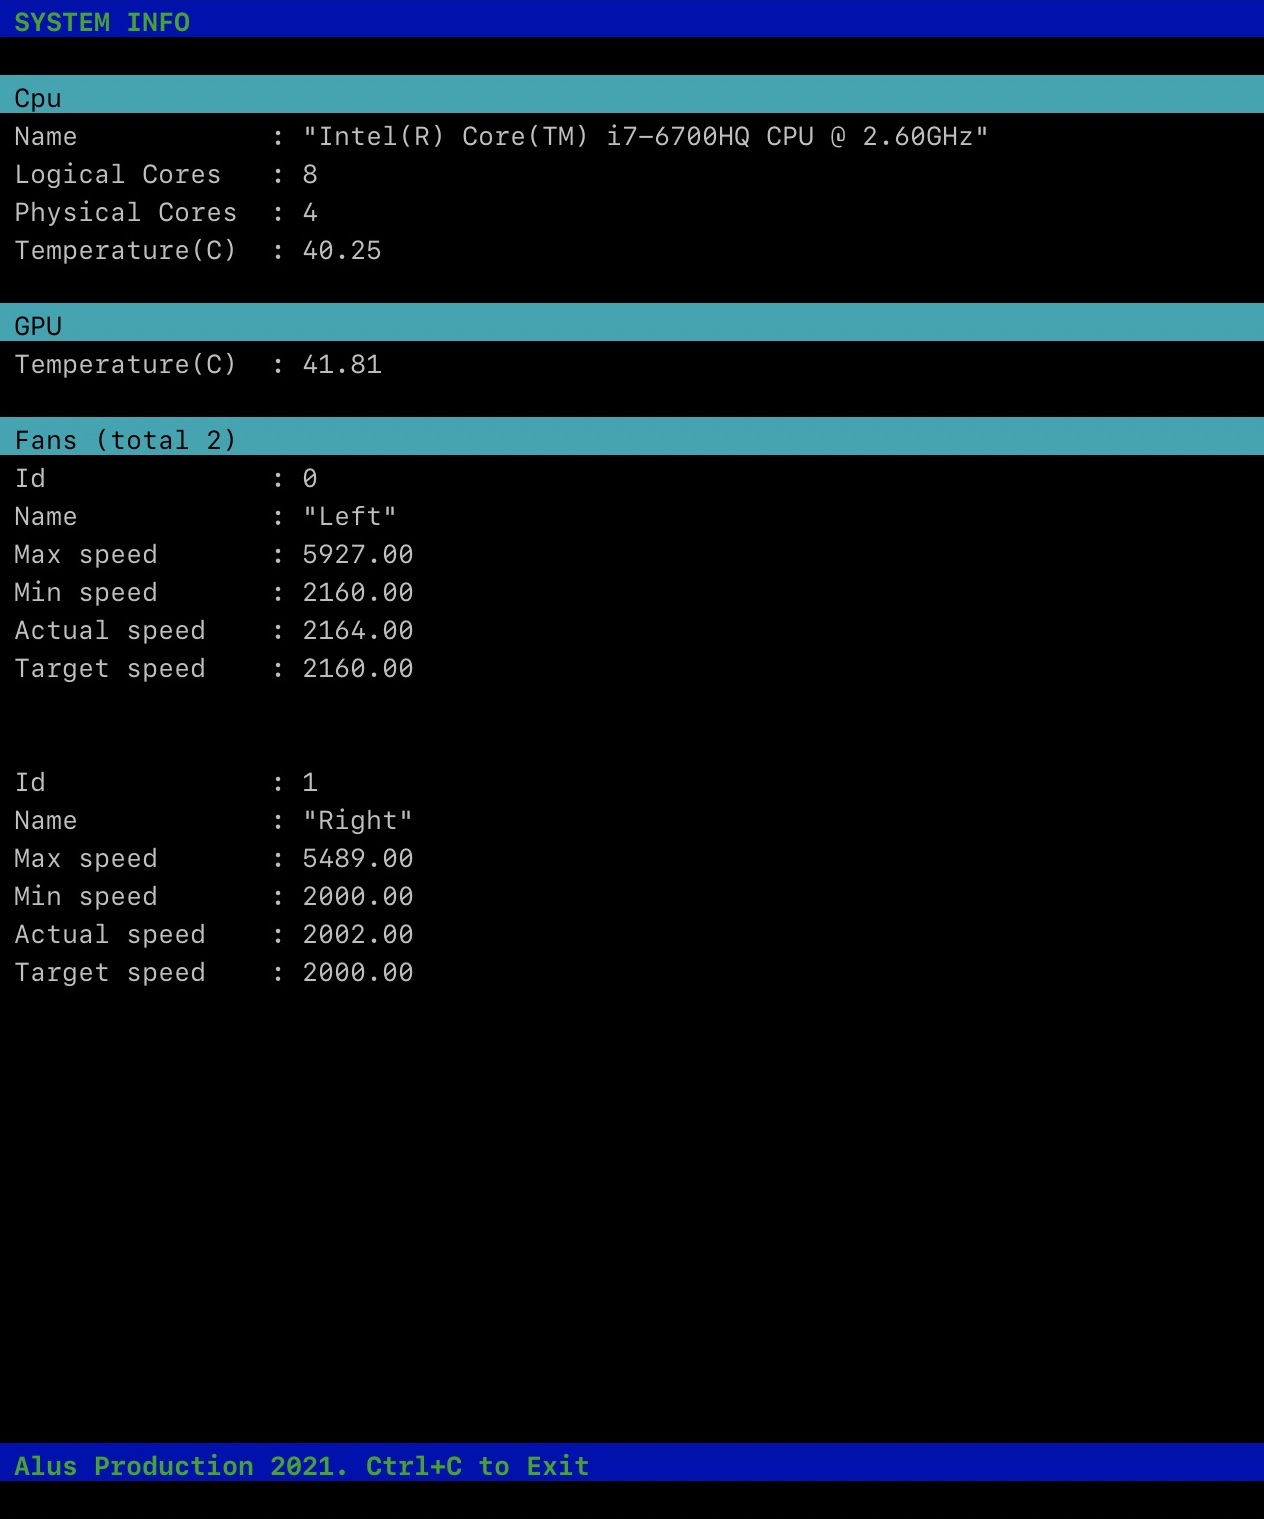 SYSTEM INFO
Cpu
Name : "Intel(R) Core(TM) i7-6700HQ CPU @ 2.60GHz"
Logical Cores : 8
Physical Cores : 4
Temperature(C) : 40.25
GPU
Temperature(C) : 41.81
Fans (total 2)
Id : 0
Name : "Left"
Max speed : 5927.00
Min speed : 2160.00
Actual speed : 2164.00
Target speed : 2160.00
Id : 1
Name : "Right"
Max speed : 5489.00
Min speed : 2000.00
Actual speed : 2002.00
Target speed : 2000.00
Alus Production 2021. Ctrl+C to Exit